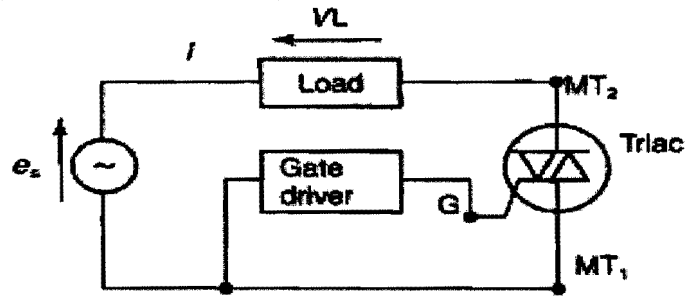 VL
i
Load
MT₂
Triac
eₛ
~
Gate
driver
G
MT₁